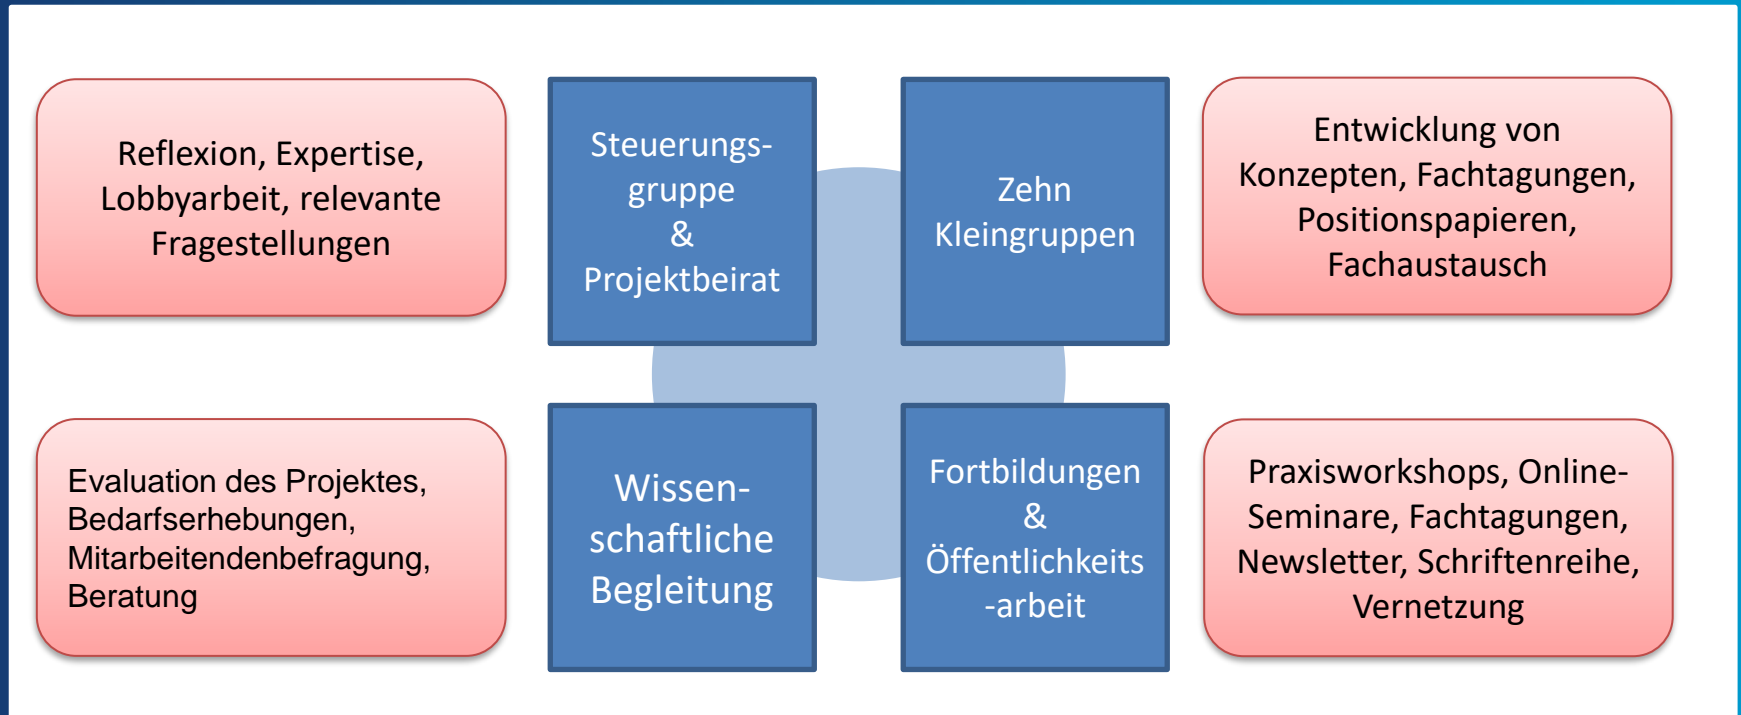 Reflexion, Expertise,
Lobbyarbeit, relevante
Fragestellungen
Steuerungs-
gruppe
&
Projektbeirat
Zehn
Kleingruppen
Entwicklung von
Konzepten, Fachtagungen,
Positionspapieren,
Fachaustausch
Evaluation des Projektes,
Bedarfserhebungen,
Mitarbeitendenbefragung,
Beratung
Wissen-
schaftliche
Begleitung
Fortbildungen
&
Öffentlichkeits
-arbeit
Praxisworkshops, Online-
Seminare, Fachtagungen,
Newsletter, Schriftenreihe,
Vernetzung